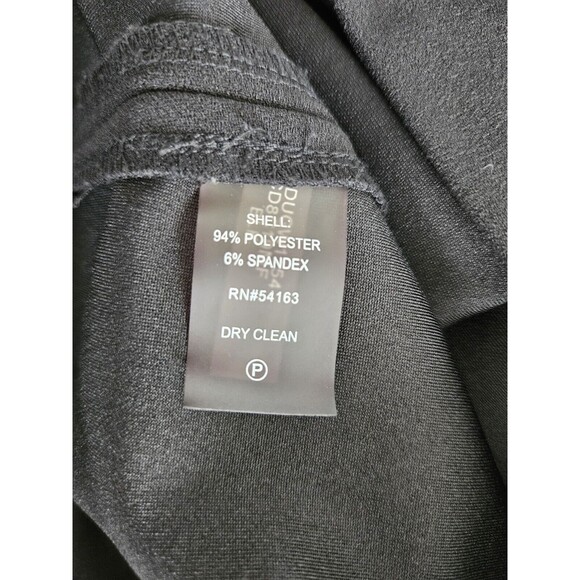 SHELL:
94% POLYESTER
6% SPANDEX
RN#54163
DRY CLEAN
P